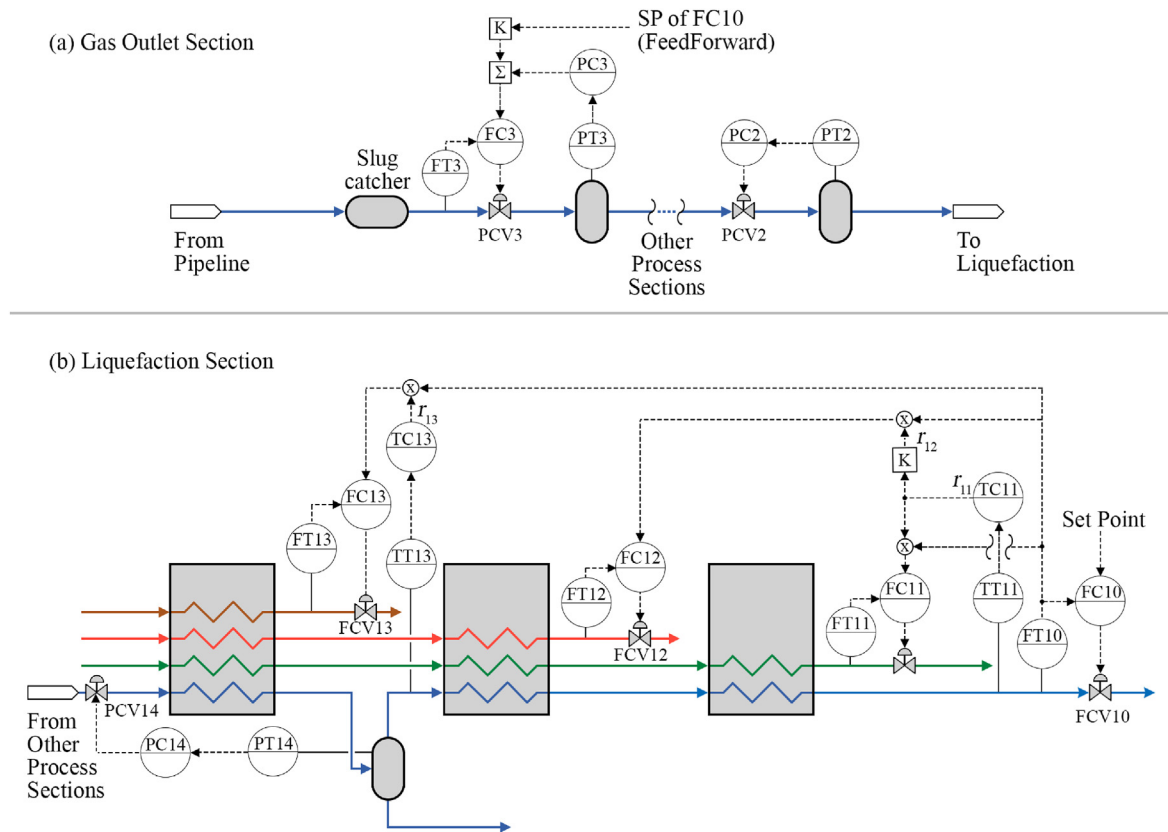 (a) Gas Outlet Section
K
SP of FC10
(FeedForward)
Σ
PC3
FC3
PT3
FT3
PC2
PT2
Slug
catcher
PCV3
PCV2
From
Pipeline
Other
Process
Sections
To
Liquefaction
(b) Liquefaction Section
x
r13
TC13
x
r12
K
r11
TC11
FC13
Set Point
FT13
TT13
FC12
x
FC11
FT12
TT11
FC10
FT11
FT10
FCV13
FCV12
PCV14
FCV10
From
Other
Process
Sections
PC14
PT14